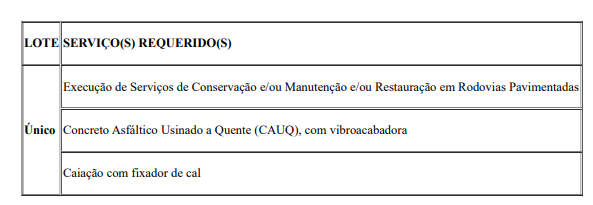 LOTE SERVIÇO(S) REQUERIDO(S)
Execução de Serviços de Conservação e/ou Manutenção e/ou Restauração em Rodovias Pavimentadas
Único Concreto Asfáltico Usinado a Quente (CAUQ), com vibroacabadora
Caiação com fixador de cal